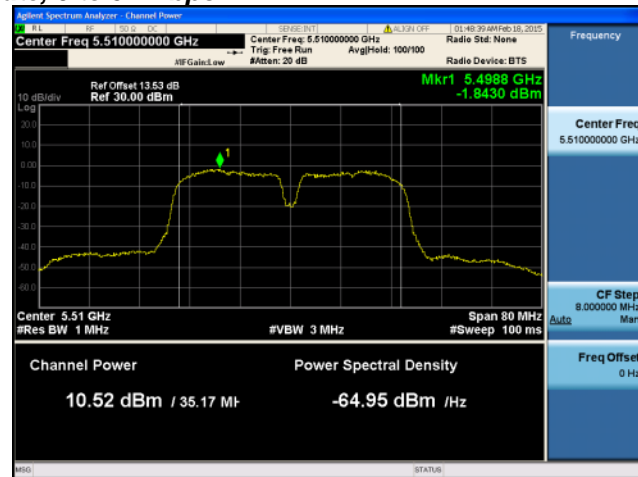 Agilent Spectrum Analyzer - Channel Power
RL RF 50 Ω DC SENSE:INT ALIGN OFF 01:48:39 AM Feb 18, 2015
Center Freq 5.510000000 GHz Center Freq: 5.510000000 GHz Radio Std: None Frequency
Trig: Free Run Avg|Hold: 100/100
#IFGain:Low #Atten: 20 dB Radio Device: BTS
Ref Offset 13.53 dB Mkr1 5.4988 GHz
10 dB/div Ref 30.00 dBm -1.8430 dBm
Log
20.0
10.0
0.00
-10.0
-20.0
-30.0
-40.0
-50.0
-60.0
1
Center Freq
5.510000000 GHz
Center 5.51 GHz Span 80 MHz
#Res BW 1 MHz #VBW 3 MHz #Sweep 100 ms
CF Step
8.000000 MHz
Auto Man
Channel Power Power Spectral Density
10.52 dBm / 35.17 MH -64.95 dBm /Hz
Freq Offset
0 Hz
MSG STATUS